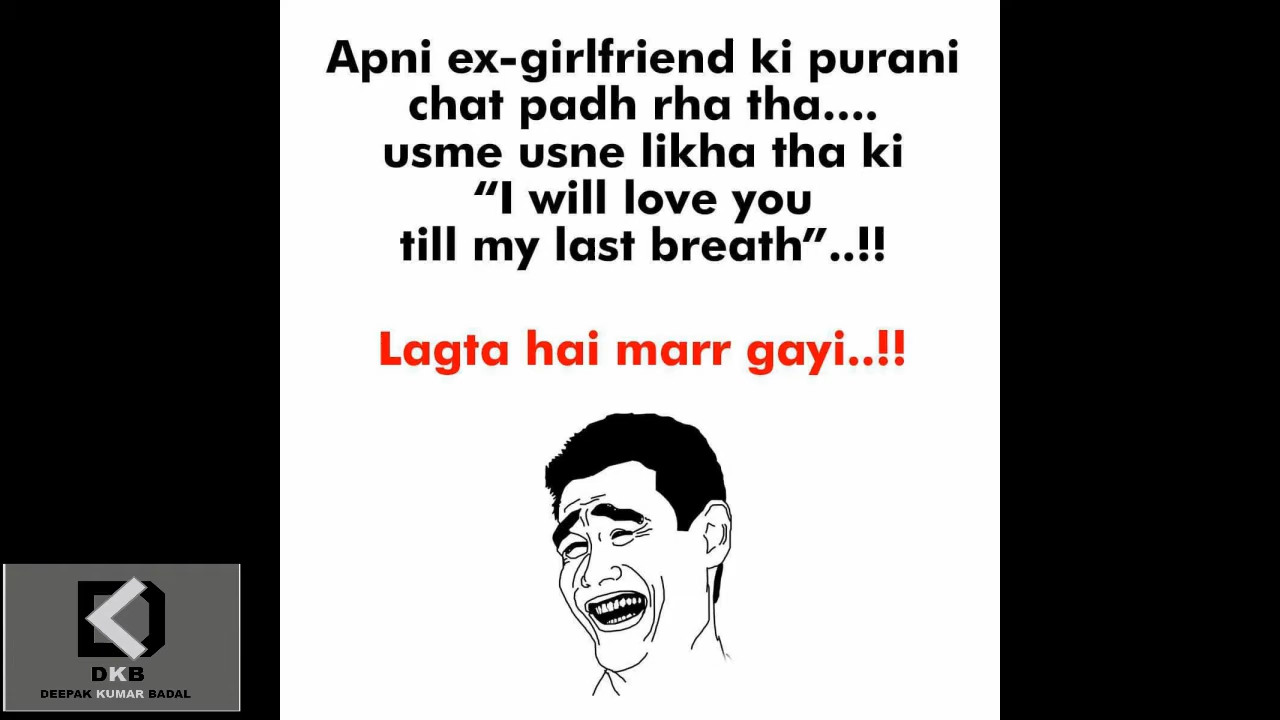 Apni ex-girlfriend ki purani
chat padh rha tha....
usme usne likha tha ki
“I will love you
till my last breath”..!!
Lagta hai marr gayi..!!
DKB
DEEPAK KUMAR BADAL